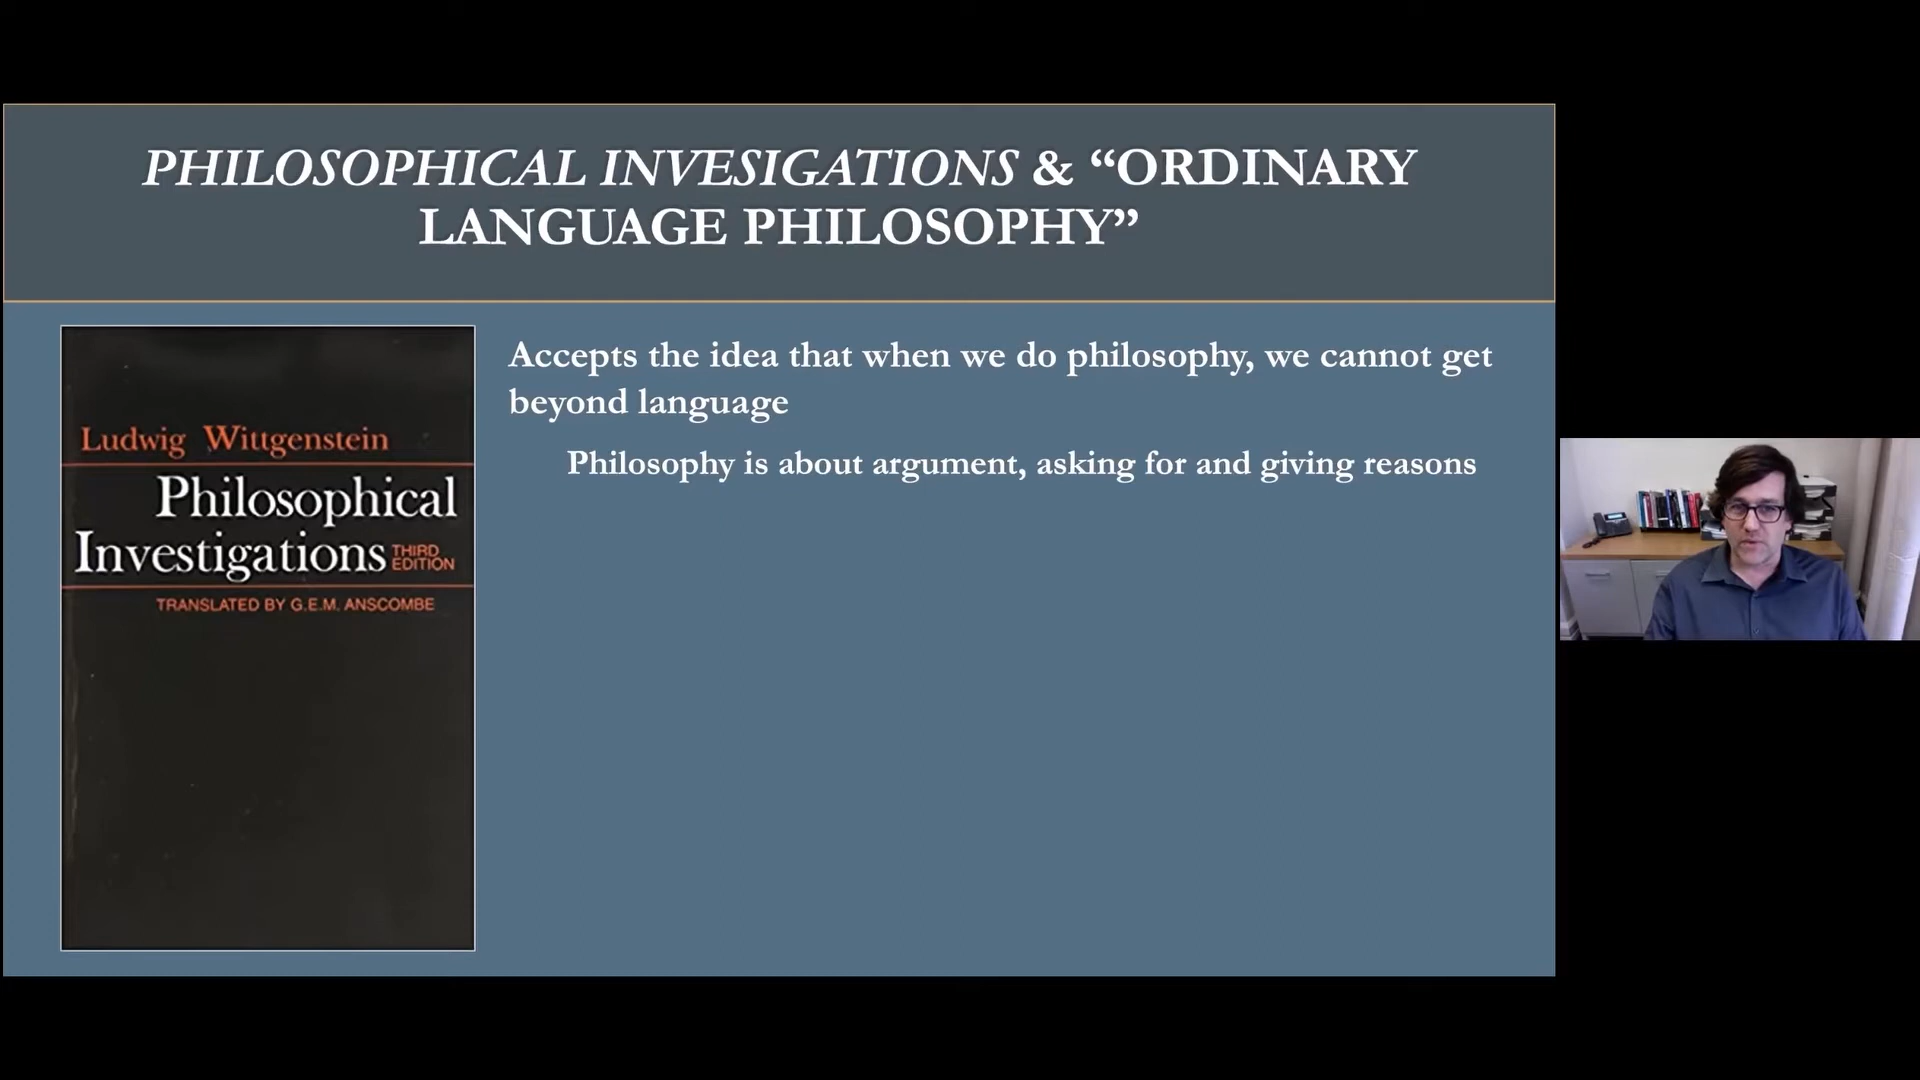 PHILOSOPHICAL INVESIGATIONS & “ORDINARY
LANGUAGE PHILOSOPHY”
Ludwig Wittgenstein
Philosophical
Investigations THIRD EDITION
TRANSLATED BY G.E.M. ANSCOMBE
Accepts the idea that when we do philosophy, we cannot get
beyond language
Philosophy is about argument, asking for and giving reasons